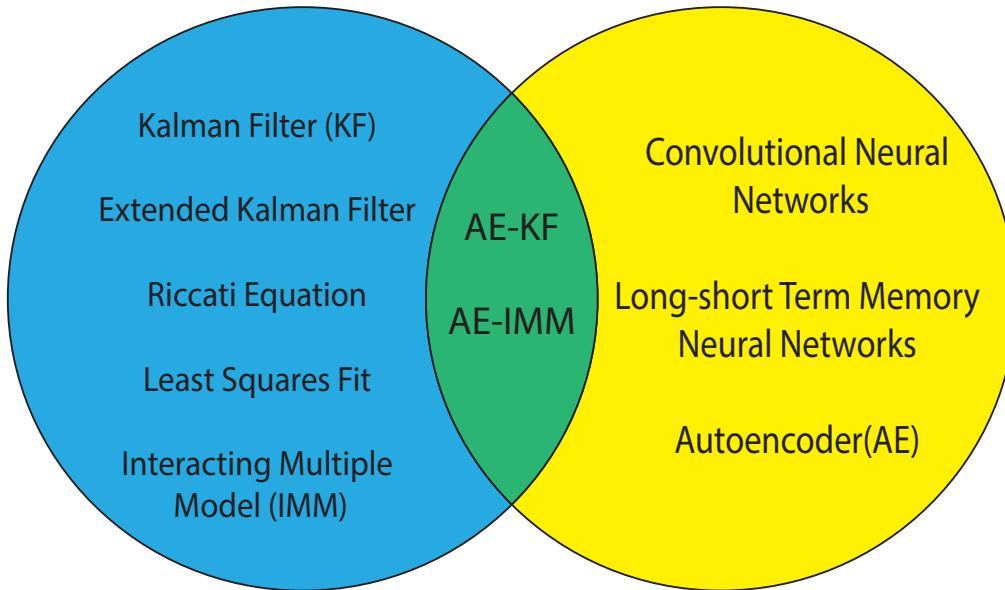 Kalman Filter (KF)
Extended Kalman Filter
Riccati Equation
Least Squares Fit
Interacting Multiple
Model (IMM)
AE-KF
AE-IMM
Convolutional Neural
Networks
Long-short Term Memory
Neural Networks
Autoencoder(AE)